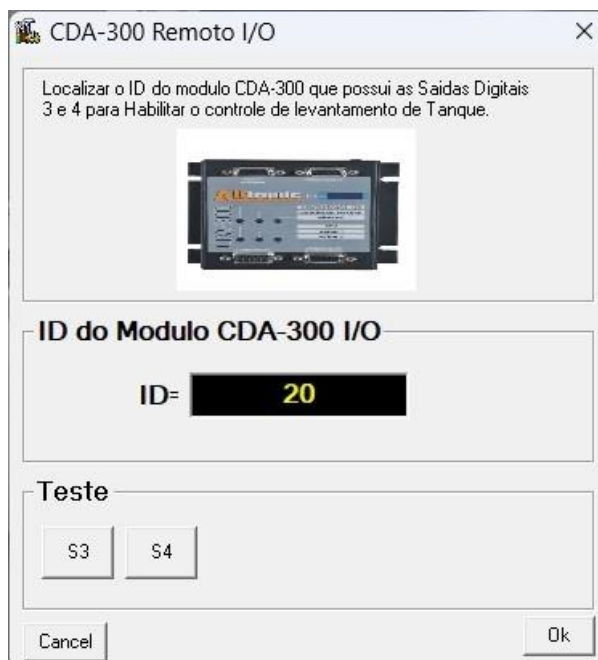 CDA-300 Remoto I/O
Localizar o ID do modulo CDA-300 que possui as Saidas Digitais
3 e 4 para Habilitar o controle de levantamento de Tanque.
ID do Modulo CDA-300 I/O
ID= 20
Teste
S3 S4
Cancel Ok